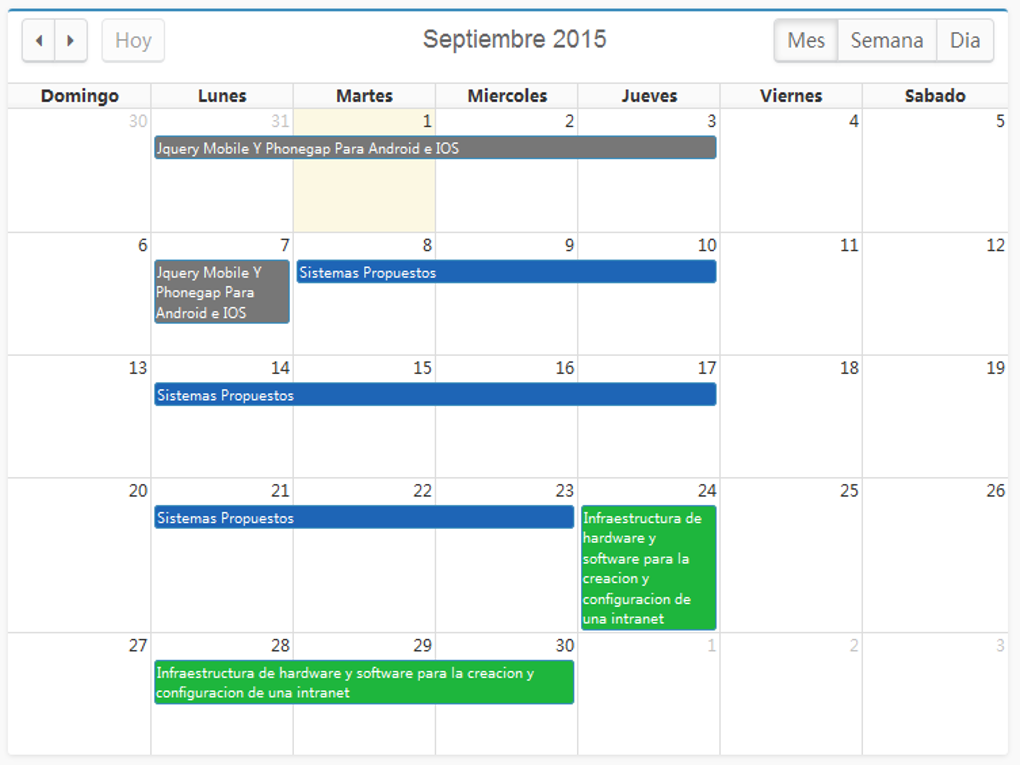 Hoy Septiembre 2015 Mes Semana Dia
Domingo Lunes Martes Miercoles Jueves Viernes Sabado
30 31 1 2 3 4 5
Jquery Mobile Y Phonegap Para Android e IOS
6 7 8 9 10 11 12
Jquery Mobile Y
Phonegap Para
Android e IOS
Sistemas Propuestos
13 14 15 16 17 18 19
Sistemas Propuestos
20 21 22 23 24 25 26
Sistemas Propuestos
Infraestructura de
hardware y
software para la
creacion y
configuracion de
una intranet
27 28 29 30 1 2 3
Infraestructura de hardware y software para la creacion y
configuracion de una intranet